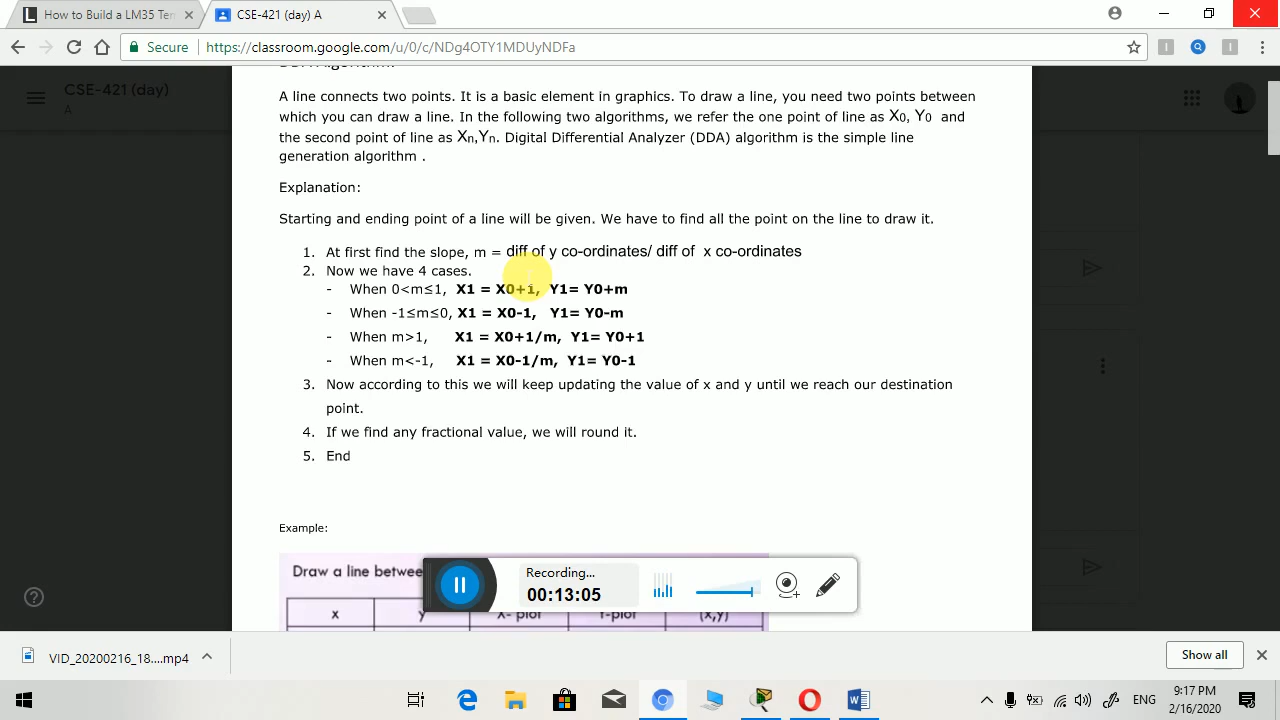 How to Build a LM35 Ten
CSE-421 (day) A
Secure
https://classroom.google.com/u/0/c/NDg4OTY1MDUyNDFa
CSE-421 (day)
A
A line connects two points. It is a basic element in graphics. To draw a line, you need two points between
which you can draw a line. In the following two algorithms, we refer the one point of line as X0, Y0 and
the second point of line as Xn,Yn. Digital Differential Analyzer (DDA) algorithm is the simple line
generation algorithm .
Explanation:
Starting and ending point of a line will be given. We have to find all the point on the line to draw it.
1. At first find the slope, m = diff of y co-ordinates/ diff of x co-ordinates
2. Now we have 4 cases.
- When 0<m≤1, X1 = X0+1, Y1= Y0+m
- When -1≤m≤0, X1 = X0-1, Y1= Y0-m
- When m>1, X1 = X0+1/m, Y1= Y0+1
- When m<-1, X1 = X0-1/m, Y1= Y0-1
3. Now according to this we will keep updating the value of x and y until we reach our destination
point.
4. If we find any fractional value, we will round it.
5. End
Example:
Draw a line betwee
x y X- plot Y-plot (x,y)
Recording...
00:13:05
VID_20200216_18....mp4
Show all
ENG
9:17 PM
2/16/2020